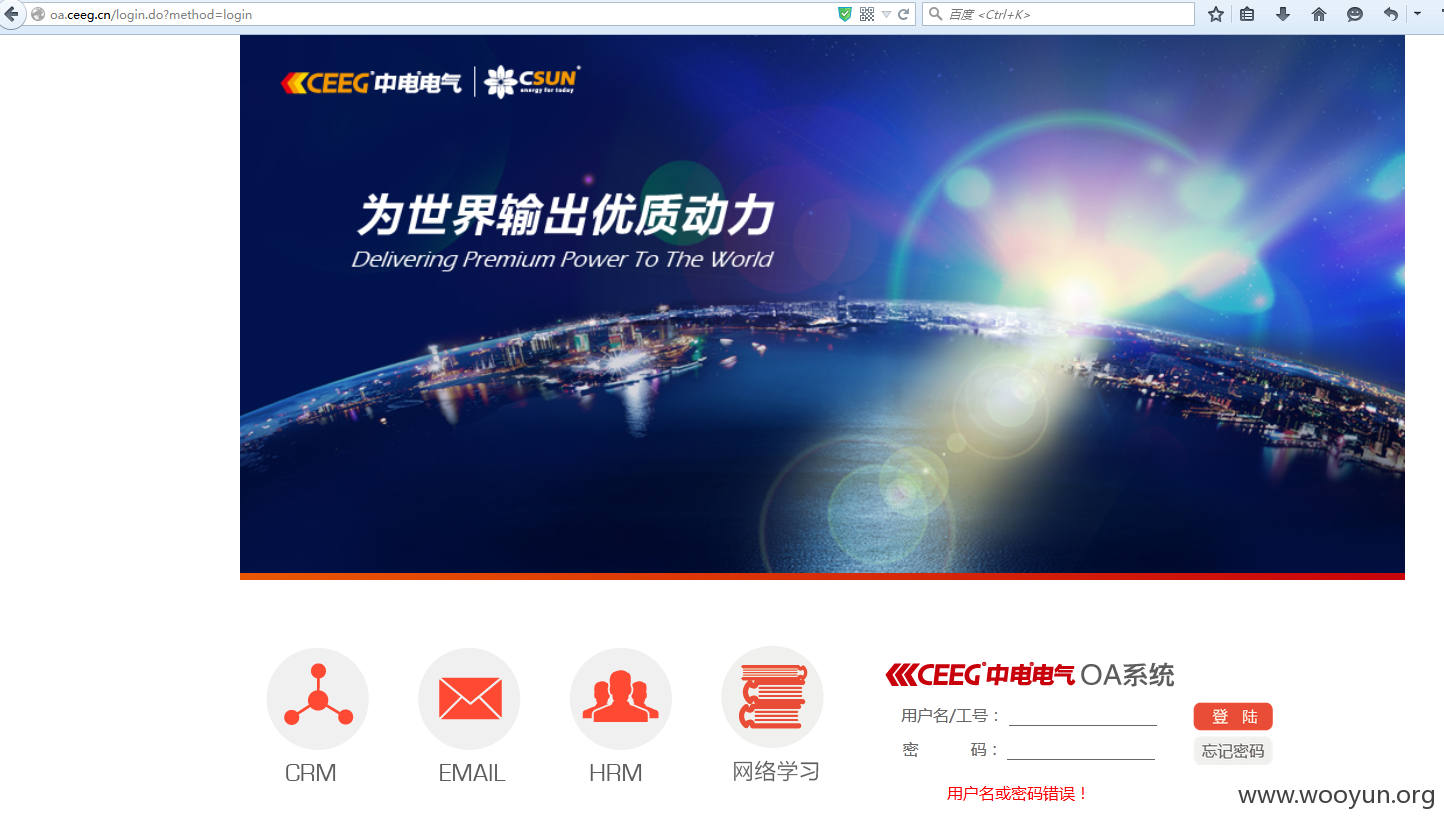 oa.ceeg.cn/login.do?method=login
百度 <Ctrl+K>
CEEG 中电电气 CSUN
energy for today
为世界输出优质动力
Delivering Premium Power To The World
CRM
EMAIL
HRM
网络学习
CEEG 中电电气 OA系统
用户名/工号：
登 陆
密 码：
忘记密码
用户名或密码错误！
www.wooyun.org